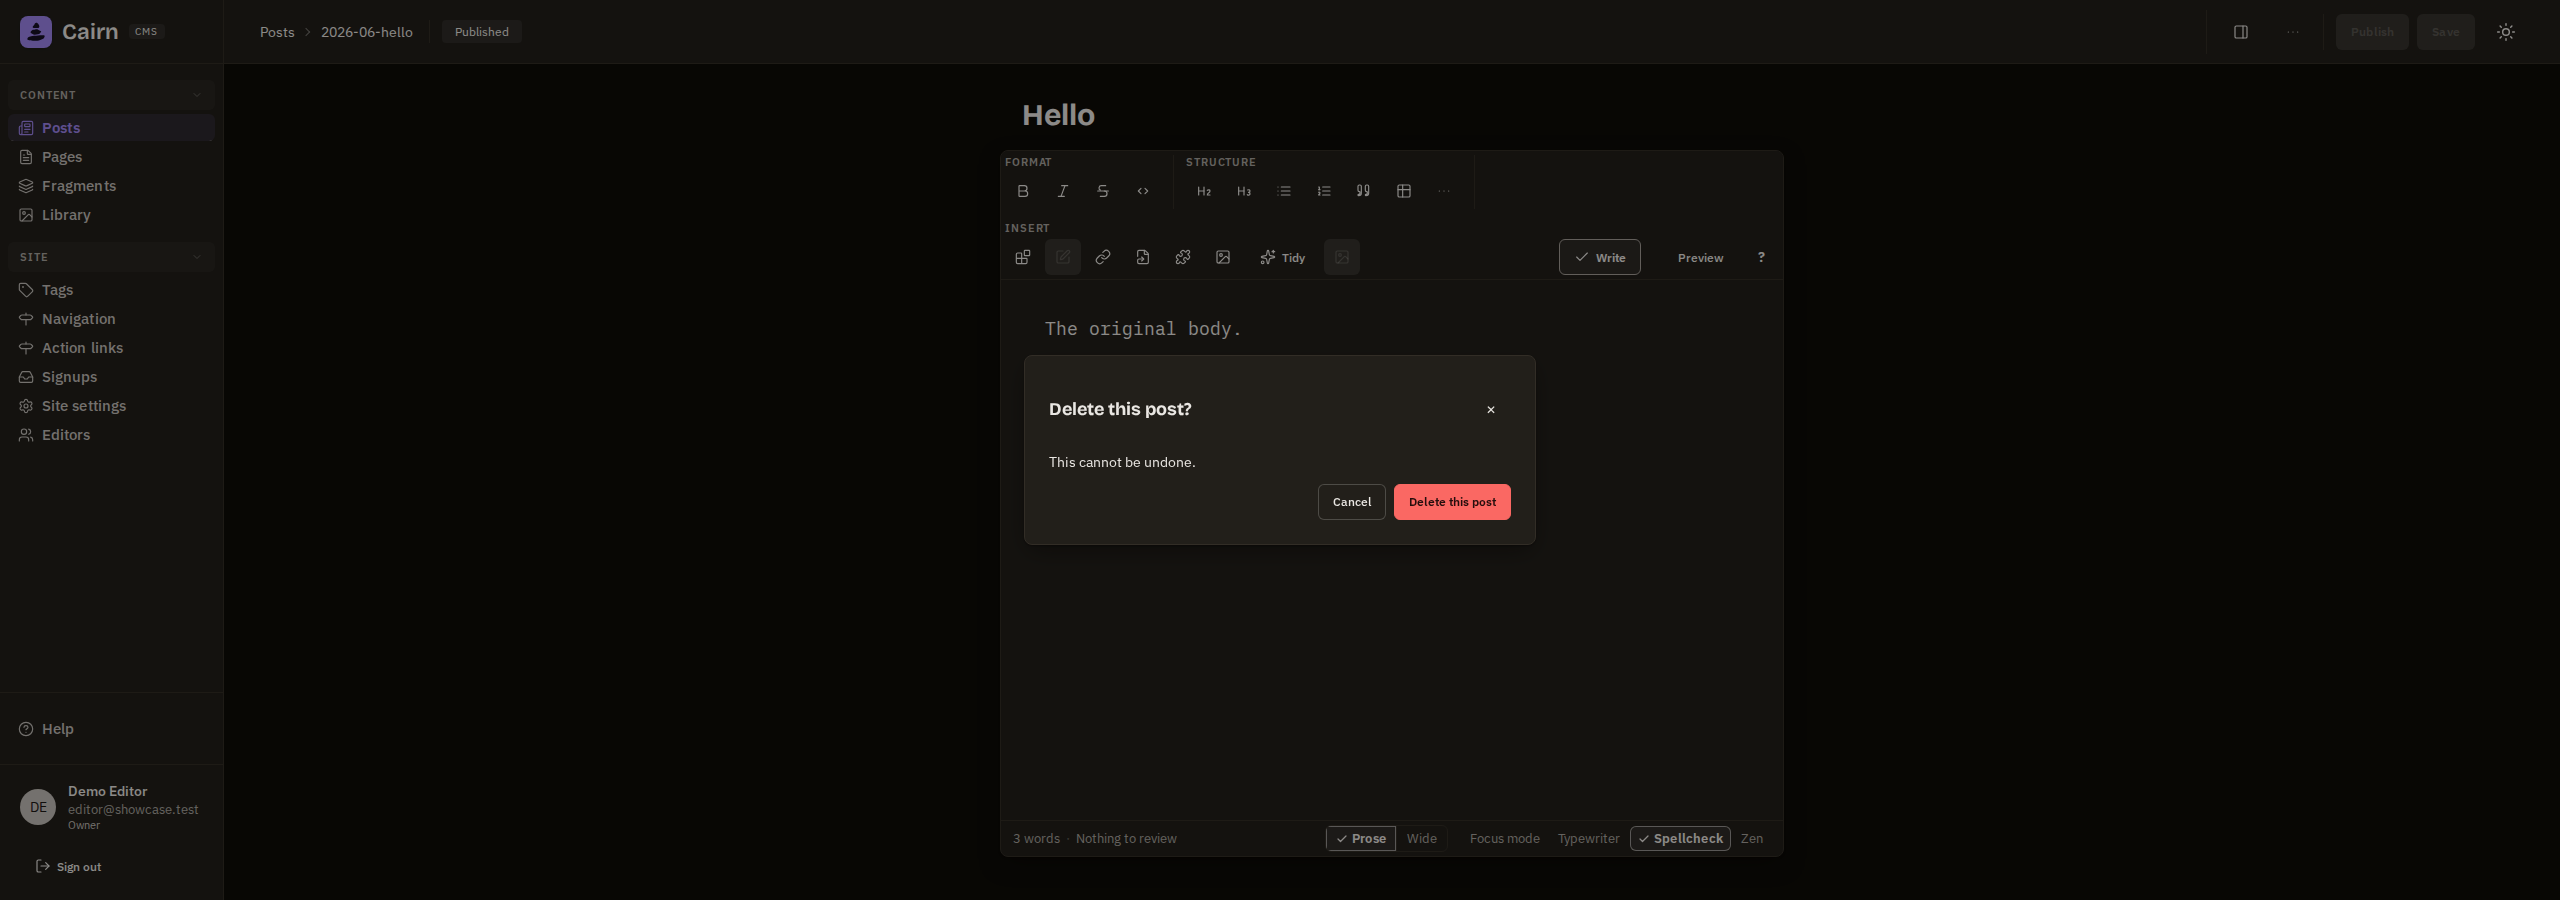 Cairn CMS
Posts > 2026-06-hello Published
Publish Save
CONTENT
Posts
Pages
Fragments
Library
SITE
Tags
Navigation
Action links
Signups
Site settings
Editors
Help
DE
Demo Editor
editor@showcase.test
Owner
Sign out
Hello
FORMAT STRUCTURE
B I S <> H2 H3 ...
INSERT
Tidy Write Preview ?
The original body.
Delete this post? ×
This cannot be undone.
Cancel Delete this post
3 words · Nothing to review Prose Wide Focus mode Typewriter Spellcheck Zen